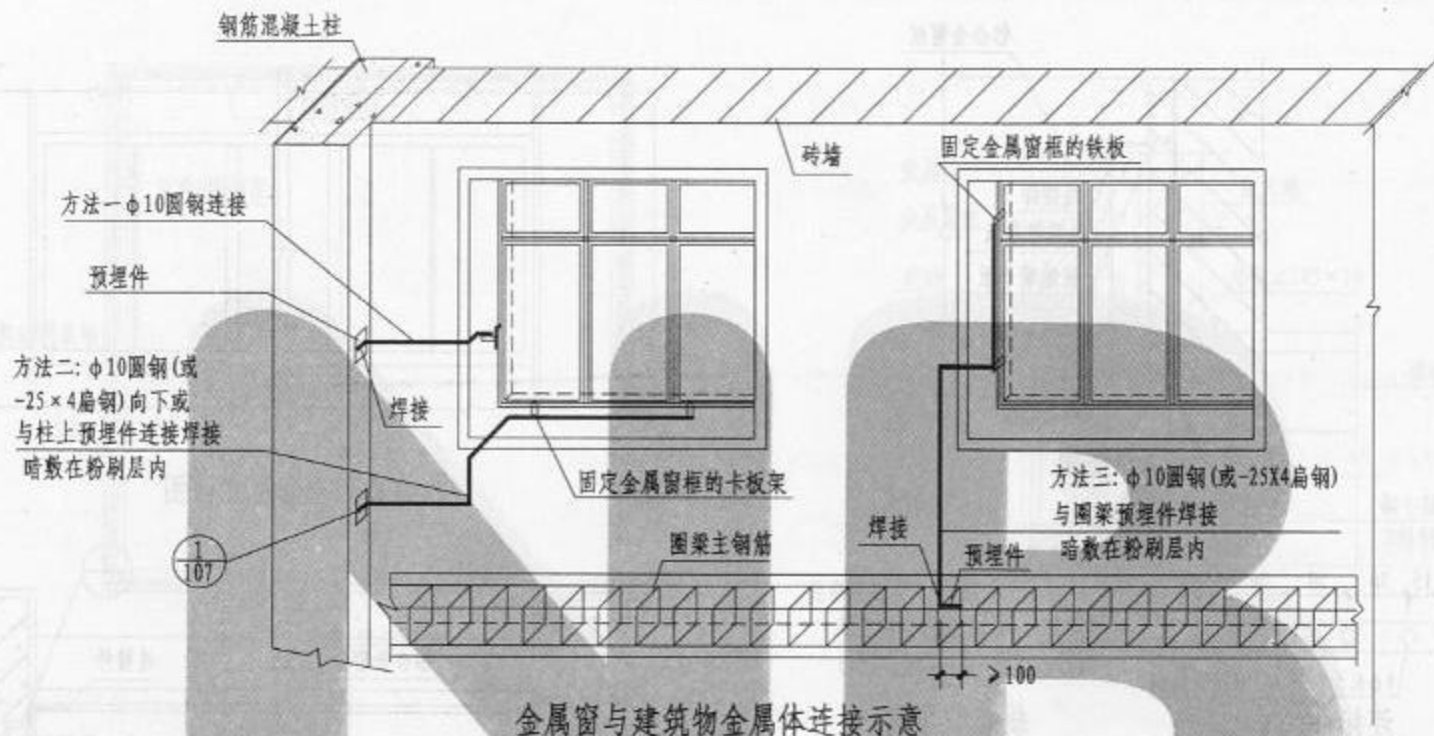 钢筋混凝土柱
砖墙
固定金属窗框的铁板
方法一φ10圆钢连接
预埋件
方法二:φ10圆钢(或
-25×4扁钢)向下或
与柱上预埋件连接焊接
暗敷在粉刷层内
焊接
固定金属窗框的卡板架
方法三:φ10圆钢(或-25X4扁钢)
与圈梁预埋件焊接
暗敷在粉刷层内
1
107
圈梁主钢筋
焊接
预埋件
≥100
金属窗与建筑物金属体连接示意